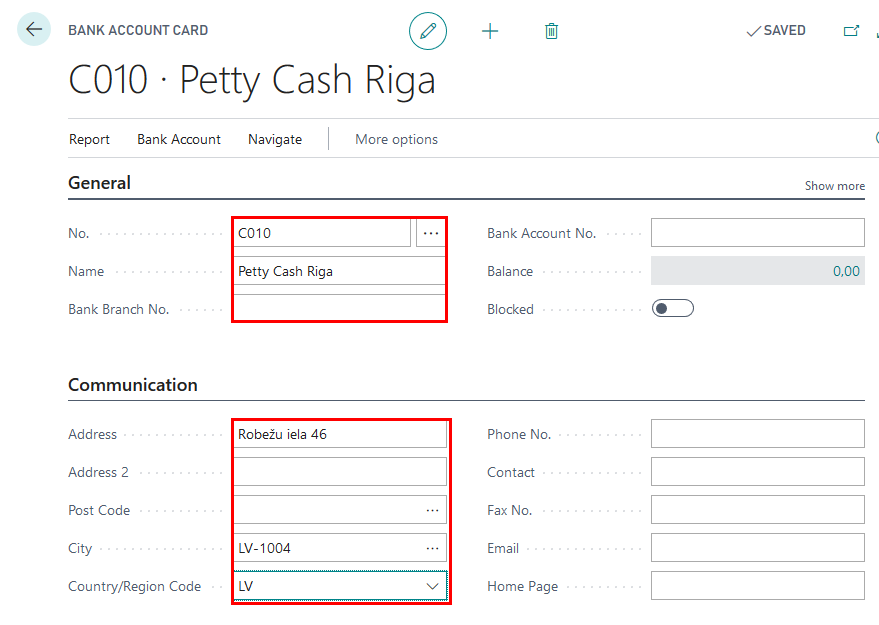 BANK ACCOUNT CARD
SAVED
C010 · Petty Cash Riga
Report Bank Account Navigate More options
General Show more
No. C010 ... Bank Account No.
Name Petty Cash Riga Balance 0,00
Bank Branch No. Blocked
Communication
Address Robežu iela 46 Phone No.
Address 2 Contact
Post Code ... Fax No.
City LV-1004 ... Email
Country/Region Code LV Home Page